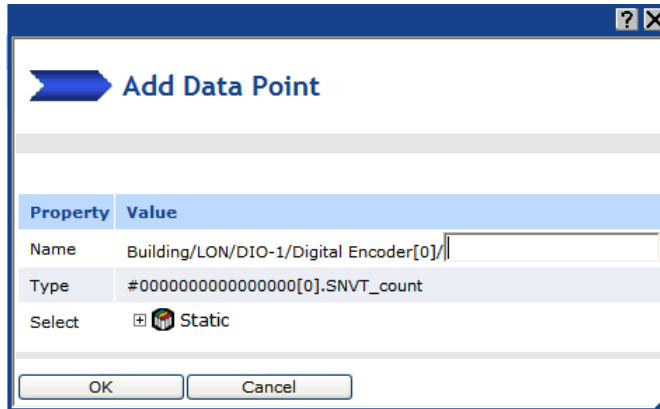 ?
Add Data Point
Property Value
Name Building/LON/DIO-1/Digital Encoder[0]/
Type #0000000000000000[0].SNVT_count
Select Static
OK Cancel